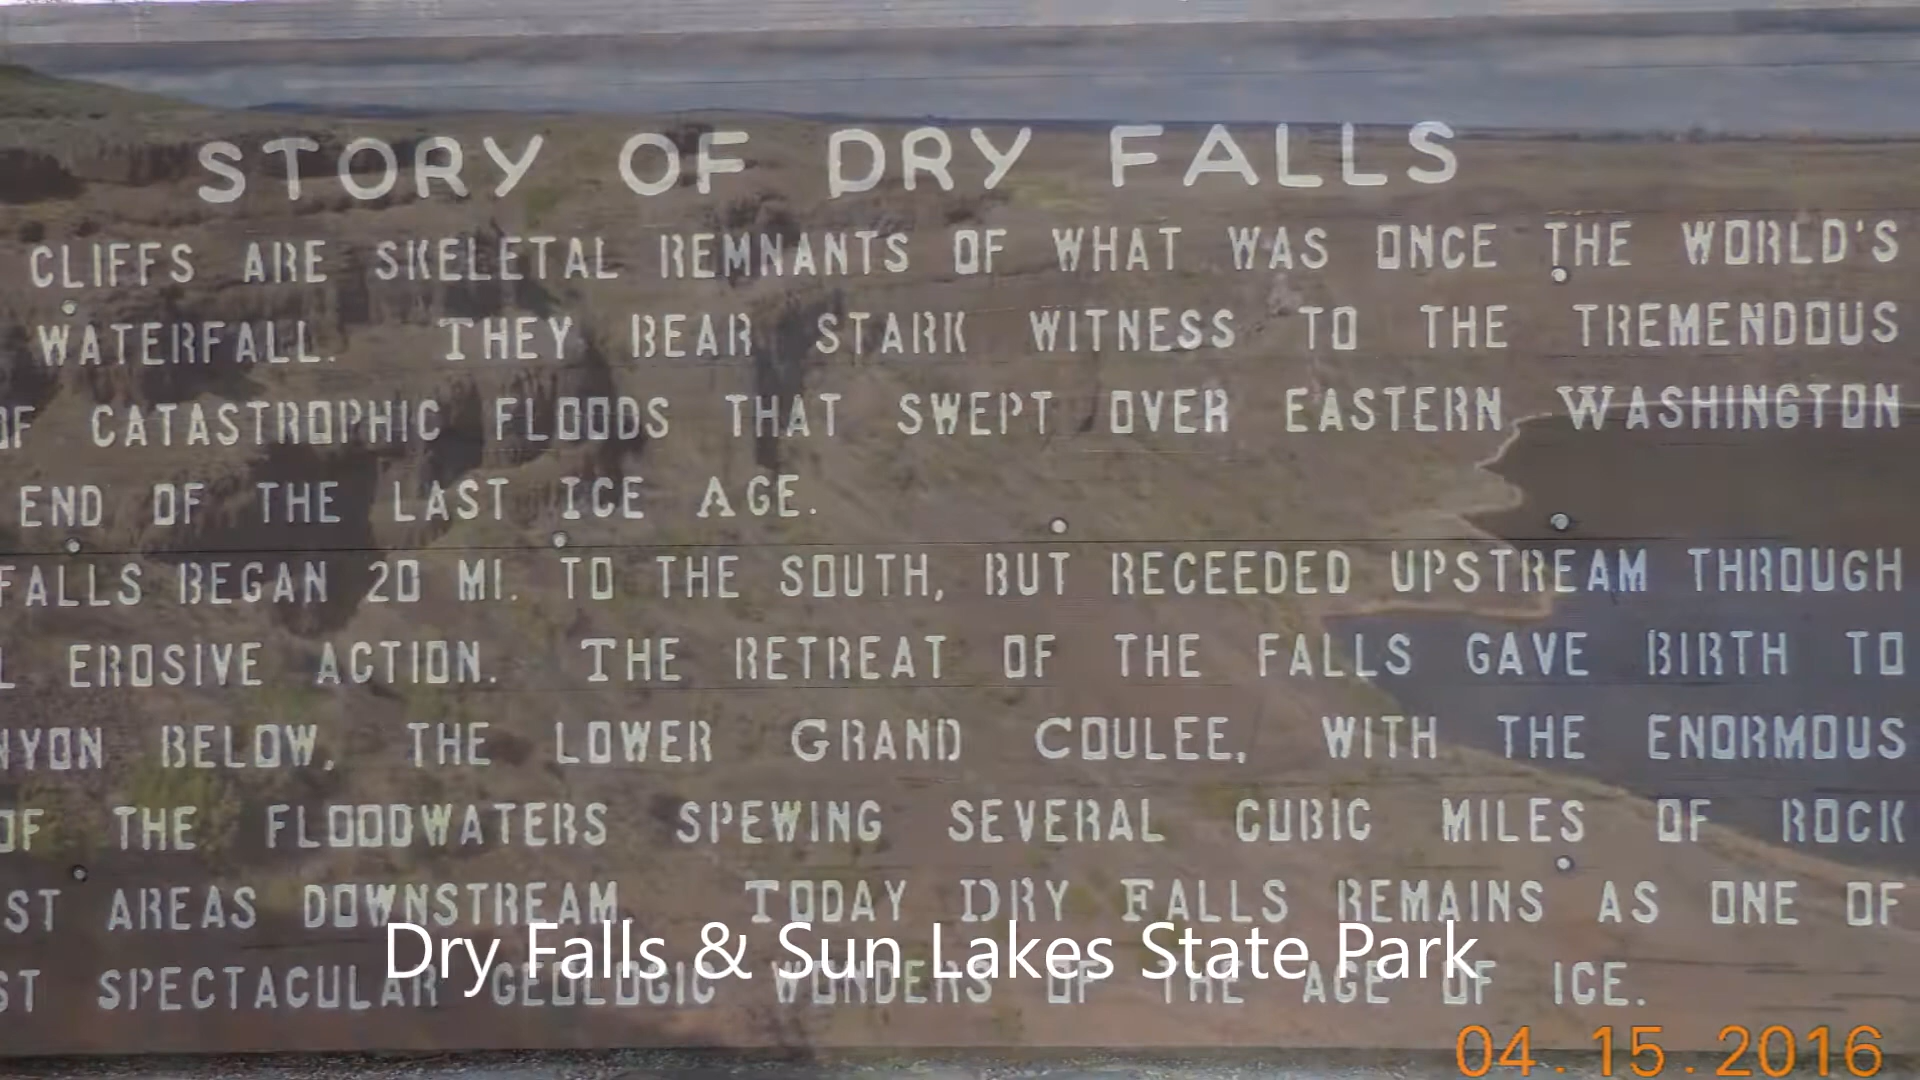 STORY OF DRY FALLS
CLIFFS ARE SKELETAL REMNANTS OF WHAT WAS ONCE THE WORLD'S
WATERFALL. THEY BEAR STARK WITNESS TO THE TREMENDOUS
OF CATASTROPHIC FLOODS THAT SWEPT OVER EASTERN WASHINGTON
END OF THE LAST ICE AGE.
FALLS BEGAN 20 MI. TO THE SOUTH, BUT RECEEDED UPSTREAM THROUGH
L EROSIVE ACTION. THE RETREAT OF THE FALLS GAVE BIRTH TO
NYON BELOW, THE LOWER GRAND COULEE, WITH THE ENORMOUS
OF THE FLOODWATERS SPEWING SEVERAL CUBIC MILES OF ROCK
ST AREAS DOWNSTREAM. TODAY DRY FALLS REMAINS AS ONE OF
ST SPECTACULAR GEOLOGIC WONDERS OF THE AGE OF ICE.
Dry Falls & Sun Lakes State Park
04.15.2016